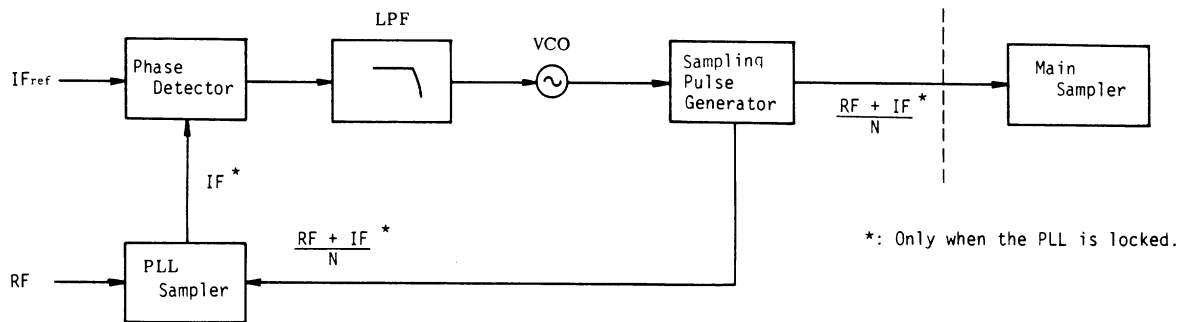 LPF
VCO
Phase
Detector
Sampling
Pulse
Generator
Main
Sampler
IFref
RF + IF *
N
IF *
RF + IF *
N
*: Only when the PLL is locked.
PLL
Sampler
RF